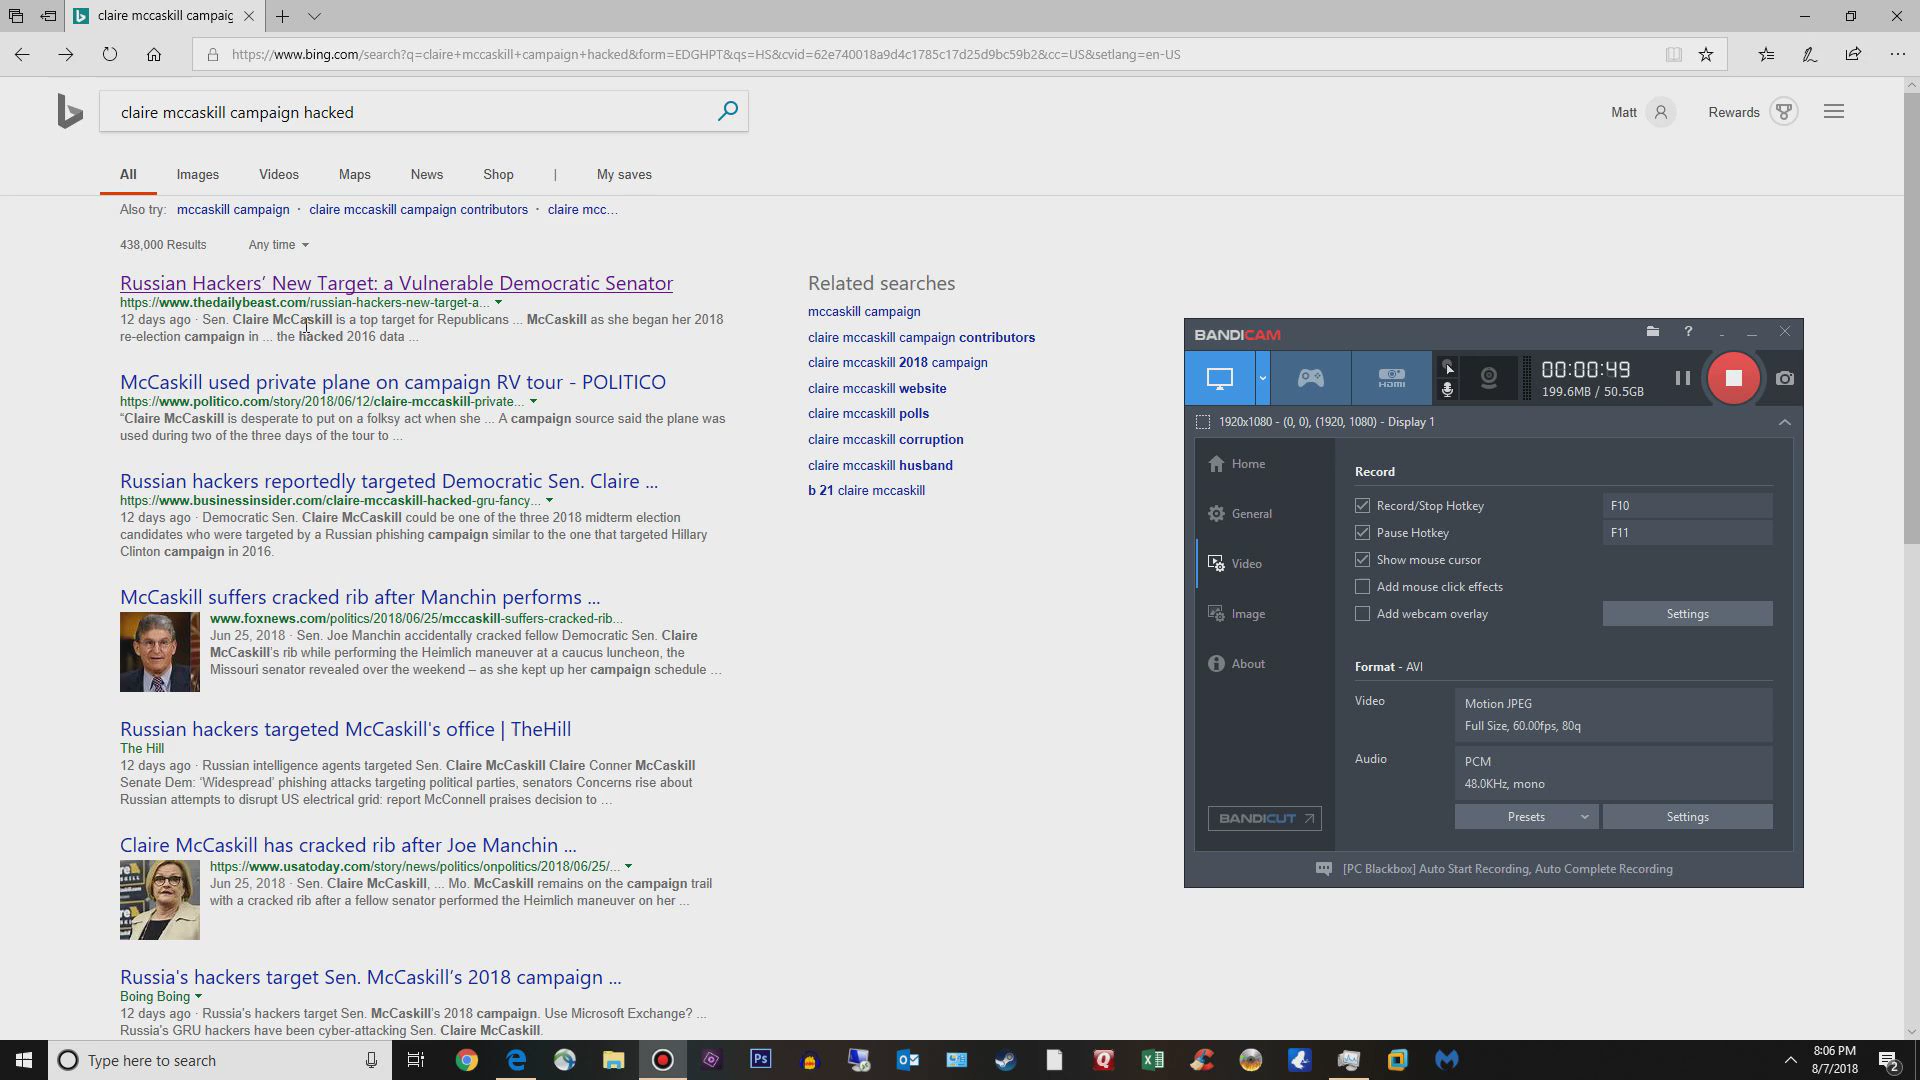 claire mccaskill campaig
https://www.bing.com/search?q=claire+mccaskill+campaign+hacked&form=EDGHPT&qs=HS&cvid=62e740018a9d4c1785c17d25d9bc59b2&cc=US&setlang=en-US
claire mccaskill campaign hacked
Matt
Rewards
All Images Videos Maps News Shop | My saves
Also try: mccaskill campaign · claire mccaskill campaign contributors · claire mcc...
438,000 Results Any time
Russian Hackers' New Target: a Vulnerable Democratic Senator
https://www.thedailybeast.com/russian-hackers-new-target-a...
12 days ago · Sen. Claire McCaskill is a top target for Republicans ... McCaskill as she began her 2018
re-election campaign in ... the hacked 2016 data ...
McCaskill used private plane on campaign RV tour - POLITICO
https://www.politico.com/story/2018/06/12/claire-mccaskill-private...
“Claire McCaskill is desperate to put on a folksy act when she ... A campaign source said the plane was
used during two of the three days of the tour to ...
Russian hackers reportedly targeted Democratic Sen. Claire ...
https://www.businessinsider.com/claire-mccaskill-hacked-gru-fancy...
12 days ago · Democratic Sen. Claire McCaskill could be one of the three 2018 midterm election
candidates who were targeted by a Russian phishing campaign similar to the one that targeted Hillary
Clinton campaign in 2016.
McCaskill suffers cracked rib after Manchin performs ...
www.foxnews.com/politics/2018/06/25/mccaskill-suffers-cracked-rib...
Jun 25, 2018 · Sen. Joe Manchin accidentally cracked fellow Democratic Sen. Claire
McCaskill's rib while performing the Heimlich maneuver at a caucus luncheon, the
Missouri senator revealed over the weekend – as she kept up her campaign schedule ...
Russian hackers targeted McCaskill's office | TheHill
The Hill
12 days ago · Russian intelligence agents targeted Sen. Claire McCaskill Claire Conner McCaskill
Senate Dem: ‘Widespread’ phishing attacks targeting political parties, senators Concerns rise about
Russian attempts to disrupt US electrical grid: report McConnell praises decision to ...
Claire McCaskill has cracked rib after Joe Manchin ...
https://www.usatoday.com/story/news/politics/onpolitics/2018/06/25/...
Jun 25, 2018 · Sen. Claire McCaskill, ... Mo. McCaskill remains on the campaign trail
with a cracked rib after a fellow senator performed the Heimlich maneuver on her ...
Russia's hackers target Sen. McCaskill's 2018 campaign ...
Boing Boing
12 days ago · Russia's hackers target Sen. McCaskill's 2018 campaign. Use Microsoft Exchange? ...
Russia's GRU hackers have been cyber-attacking Sen. Claire McCaskill.
Related searches
mccaskill campaign
claire mccaskill campaign contributors
claire mccaskill 2018 campaign
claire mccaskill website
claire mccaskill polls
claire mccaskill corruption
claire mccaskill husband
b 21 claire mccaskill
BANDICAM
?
HDMI
00:00:49
199.6MB / 50.5GB
1920x1080 - (0, 0), (1920, 1080) - Display 1
Home
General
Video
Image
About
BANDICUT
Record
Record/Stop Hotkey F10
Pause Hotkey F11
Show mouse cursor
Add mouse click effects
Add webcam overlay Settings
Format - AVI
Video Motion JPEG
Full Size, 60.00fps, 80q
Audio PCM
48.0KHz, mono
Presets Settings
[PC Blackbox] Auto Start Recording, Auto Complete Recording
Type here to search
Ps
8:06 PM
8/7/2018
2